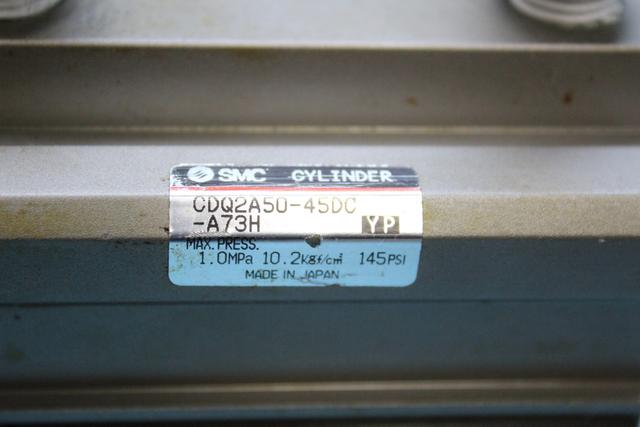 SMC CYLINDER
CDQ2A50-45DC
-A73H YP
MAX. PRESS.
1.0MPa 10.2kgf/cm² 145PSI
MADE IN JAPAN